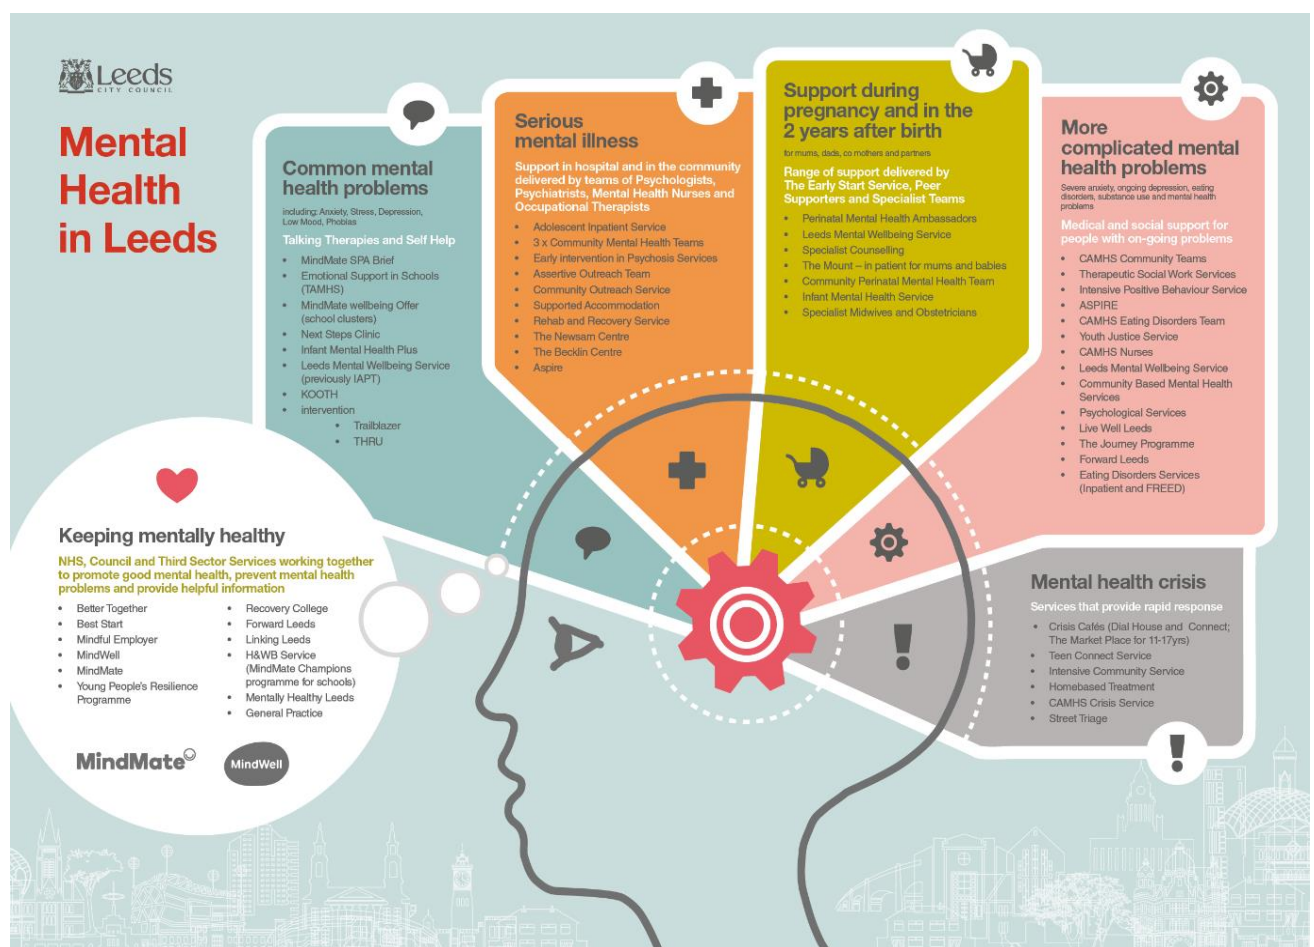 Leeds
CITY COUNCIL
Mental
Health
in Leeds
Common mental
health problems
including: Anxiety, Stress, Depression,
Low Mood, Phobias
Talking Therapies and Self Help
• MindMate SPA Brief
• Emotional Support in Schools
(TAMHS)
• MindMate wellbeing Offer
(school clusters)
• Next Steps Clinic
• Infant Mental Health Plus
• Leeds Mental Wellbeing Service
(previously IAPT)
• KOOTH
• intervention
• Trailblazer
• THRU
Serious
mental illness
Support in hospital and in the community
delivered by teams of Psychologists,
Psychiatrists, Mental Health Nurses and
Occupational Therapists
• Adolescent Inpatient Service
• 3 x Community Mental Health Teams
• Early intervention in Psychosis Services
• Assertive Outreach Team
• Community Outreach Service
• Supported Accommodation
• Rehab and Recovery Service
• The Newsam Centre
• The Becklin Centre
• Aspire
Support during
pregnancy and in the
2 years after birth
for mums, dads, co mothers and partners
Range of support delivered by
The Early Start Service, Peer
Supporters and Specialist Teams
• Perinatal Mental Health Ambassadors
• Leeds Mental Wellbeing Service
• Specialist Counselling
• The Mount – in patient for mums and babies
• Community Perinatal Mental Health Team
• Infant Mental Health Service
• Specialist Midwives and Obstetricians
More
complicated mental
health problems
Severe anxiety, ongoing depression, eating
disorders, substance use and mental health
problems
Medical and social support for
people with on-going problems
• CAMHS Community Teams
• Therapeutic Social Work Services
• Intensive Positive Behaviour Service
• ASPIRE
• CAMHS Eating Disorders Team
• Youth Justice Service
• CAMHS Nurses
• Leeds Mental Wellbeing Service
• Community Based Mental Health
Services
• Psychological Services
• Live Well Leeds
• The Journey Programme
• Forward Leeds
• Eating Disorders Services
(Inpatient and FREED)
Mental health crisis
Services that provide rapid response
• Crisis Cafés (Dial House and Connect;
The Market Place for 11-17yrs)
• Teen Connect Service
• Intensive Community Service
• Homebased Treatment
• CAMHS Crisis Service
• Street Triage
Keeping mentally healthy
NHS, Council and Third Sector Services working together
to promote good mental health, prevent mental health
problems and provide helpful information
• Better Together
• Best Start
• Mindful Employer
• MindWell
• MindMate
• Young People's Resilience
Programme
• Recovery College
• Forward Leeds
• Linking Leeds
• H&WB Service
(MindMate Champions
programme for schools)
• Mentally Healthy Leeds
• General Practice
MindMate
MindWell